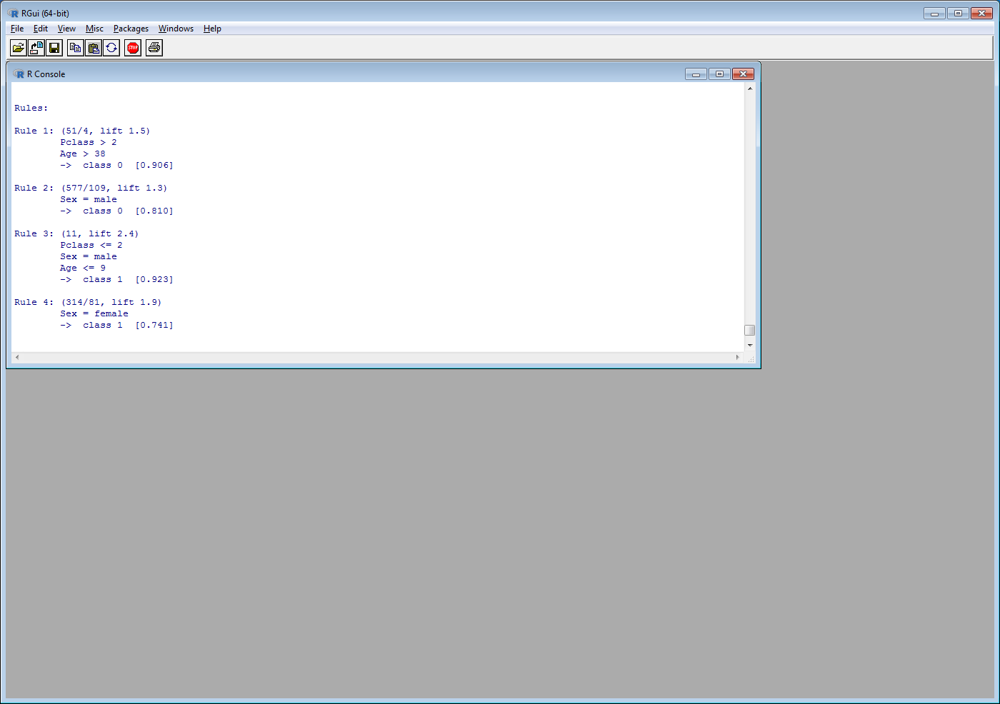 RGui (64-bit)
File Edit View Misc Packages Windows Help
STOP
R Console
Rules:
Rule 1: (51/4, lift 1.5)
Pclass > 2
Age > 38
->  class 0  [0.906]
Rule 2: (577/109, lift 1.3)
Sex = male
->  class 0  [0.810]
Rule 3: (11, lift 2.4)
Pclass <= 2
Sex = male
Age <= 9
->  class 1  [0.923]
Rule 4: (314/81, lift 1.9)
Sex = female
->  class 1  [0.741]